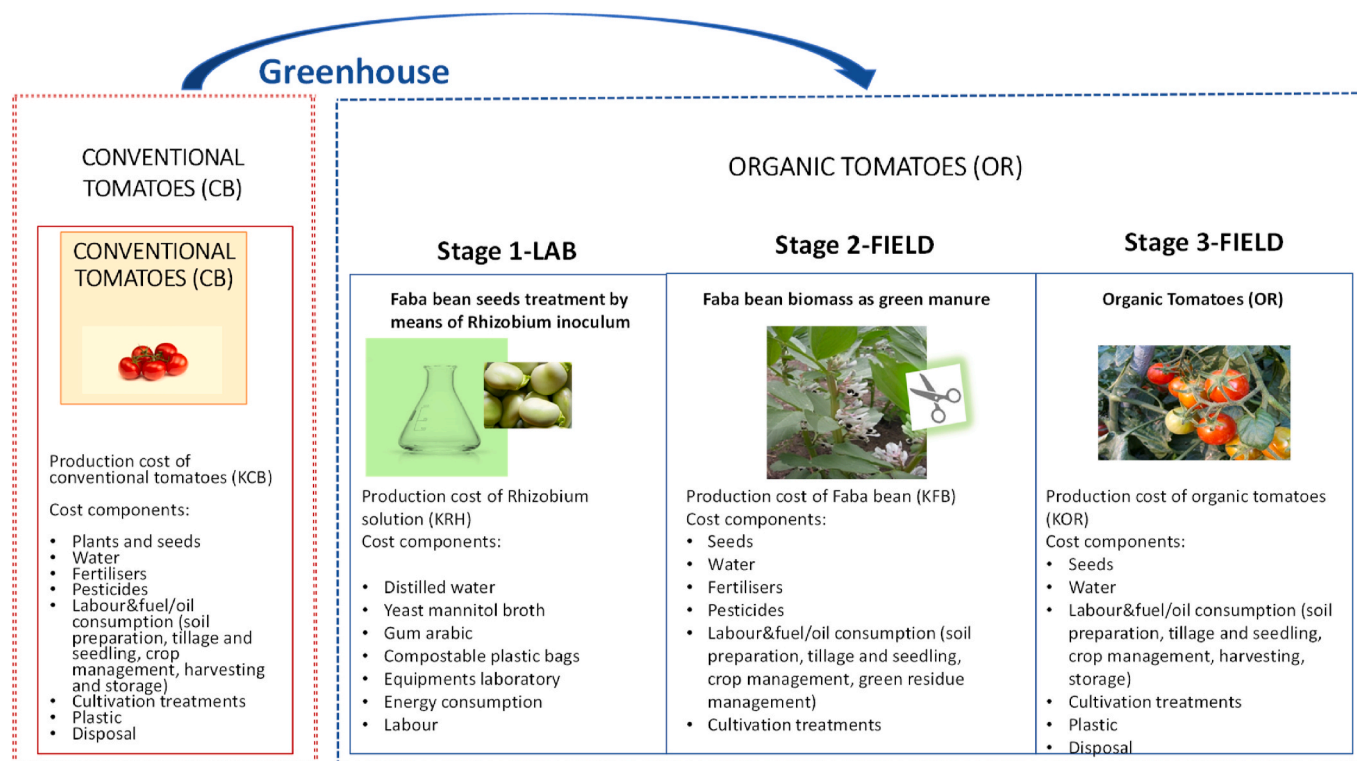 Greenhouse
CONVENTIONAL
TOMATOES (CB)
CONVENTIONAL
TOMATOES (CB)
Production cost of
conventional tomatoes (KCB)
Cost components:
• Plants and seeds
• Water
• Fertilisers
• Pesticides
• Labour&fuel/oil
consumption (soil
preparation, tillage and
seedling, crop
management, harvesting
and storage)
• Cultivation treatments
• Plastic
• Disposal
ORGANIC TOMATOES (OR)
Stage 1-LAB
Faba bean seeds treatment by
means of Rhizobium inoculum
Production cost of Rhizobium
solution (KRH)
Cost components:
• Distilled water
• Yeast mannitol broth
• Gum arabic
• Compostable plastic bags
• Equipments laboratory
• Energy consumption
• Labour
Stage 2-FIELD
Faba bean biomass as green manure
Production cost of Faba bean (KFB)
Cost components:
• Seeds
• Water
• Fertilisers
• Pesticides
• Labour&fuel/oil consumption (soil
preparation, tillage and seedling,
crop management, green residue
management)
• Cultivation treatments
Stage 3-FIELD
Organic Tomatoes (OR)
Production cost of organic tomatoes
(KOR)
Cost components:
• Seeds
• Water
• Labour&fuel/oil consumption (soil
preparation, tillage and seedling,
crop management, harvesting,
storage)
• Cultivation treatments
• Plastic
• Disposal